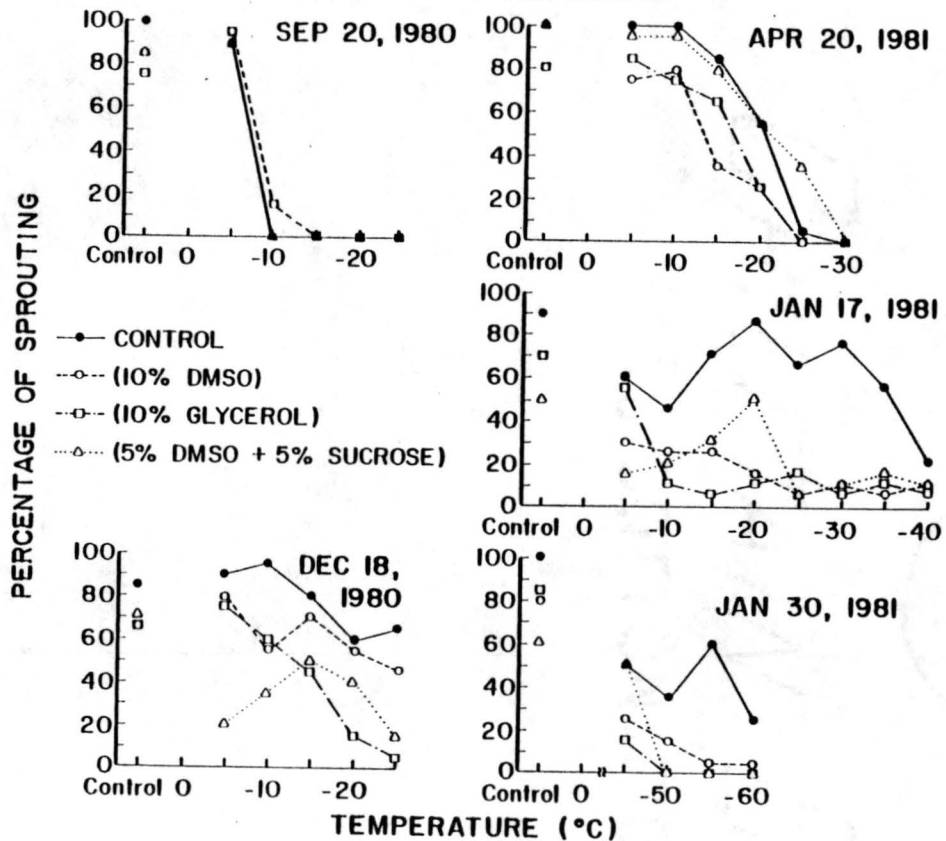 PERCENTAGE OF SPROUTING
SEP 20, 1980
100
80
60
40
20
0
Control 0 -10 -20
APR 20, 1981
100
80
60
40
20
0
Control 0 -10 -20 -30
CONTROL
(10% DMSO)
(10% GLYCEROL)
(5% DMSO + 5% SUCROSE)
JAN 17, 1981
100
80
60
40
20
0
Control 0 -10 -20 -30 -40
DEC 18,
1980
100
80
60
40
20
0
Control 0 -10 -20
JAN 30, 1981
100
80
60
40
20
0
Control 0 -50 -60
TEMPERATURE (°C)